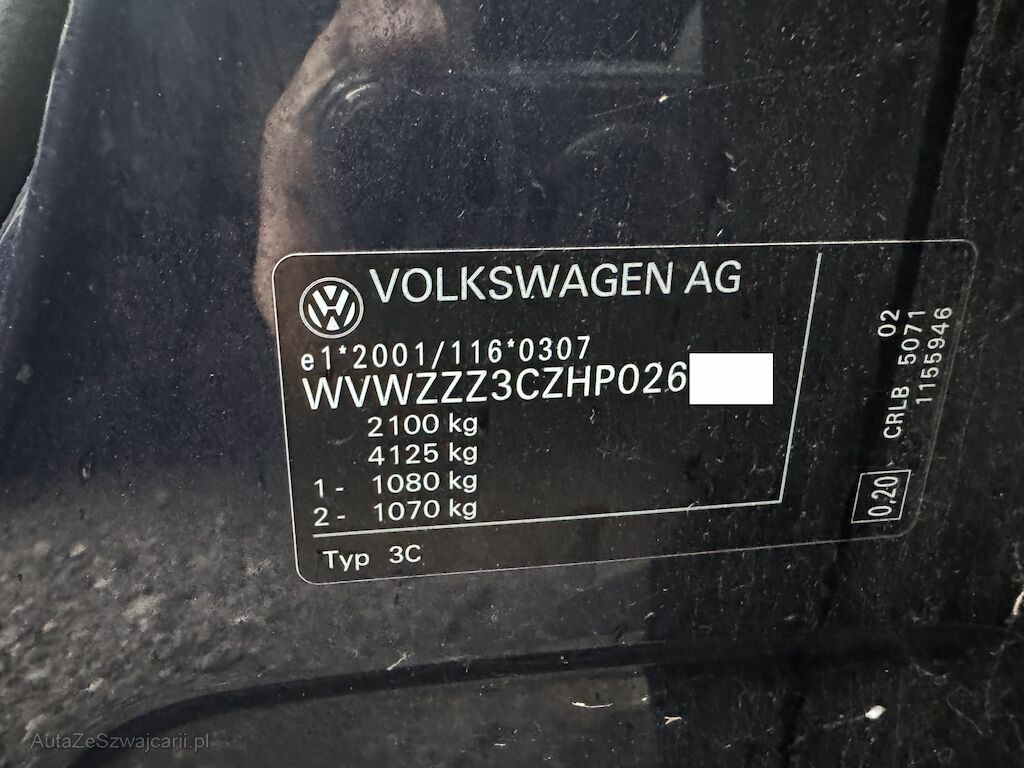 VOLKSWAGEN AG
e1*2001/116*0307
WVWZZZ3CZHP026
2100 kg
4125 kg
1- 1080 kg
2- 1070 kg
Typ 3C
02
CRLB 5071
1155946
0,20
AutaZeSzwajcarii.pl